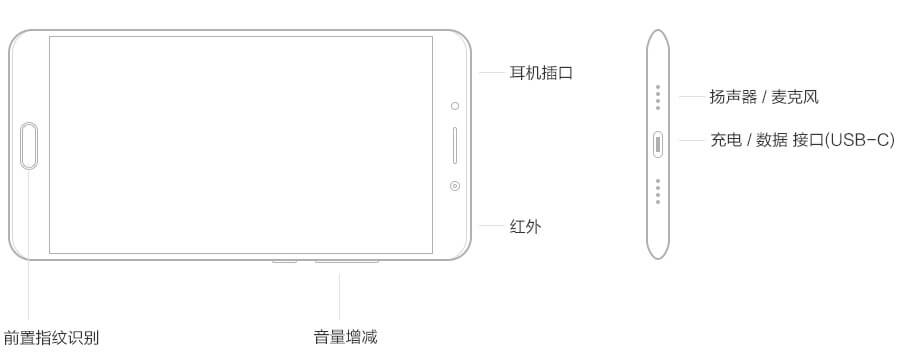 耳机插口
扬声器 / 麦克风
充电 / 数据 接口(USB-C)
红外
前置指纹识别
音量增减